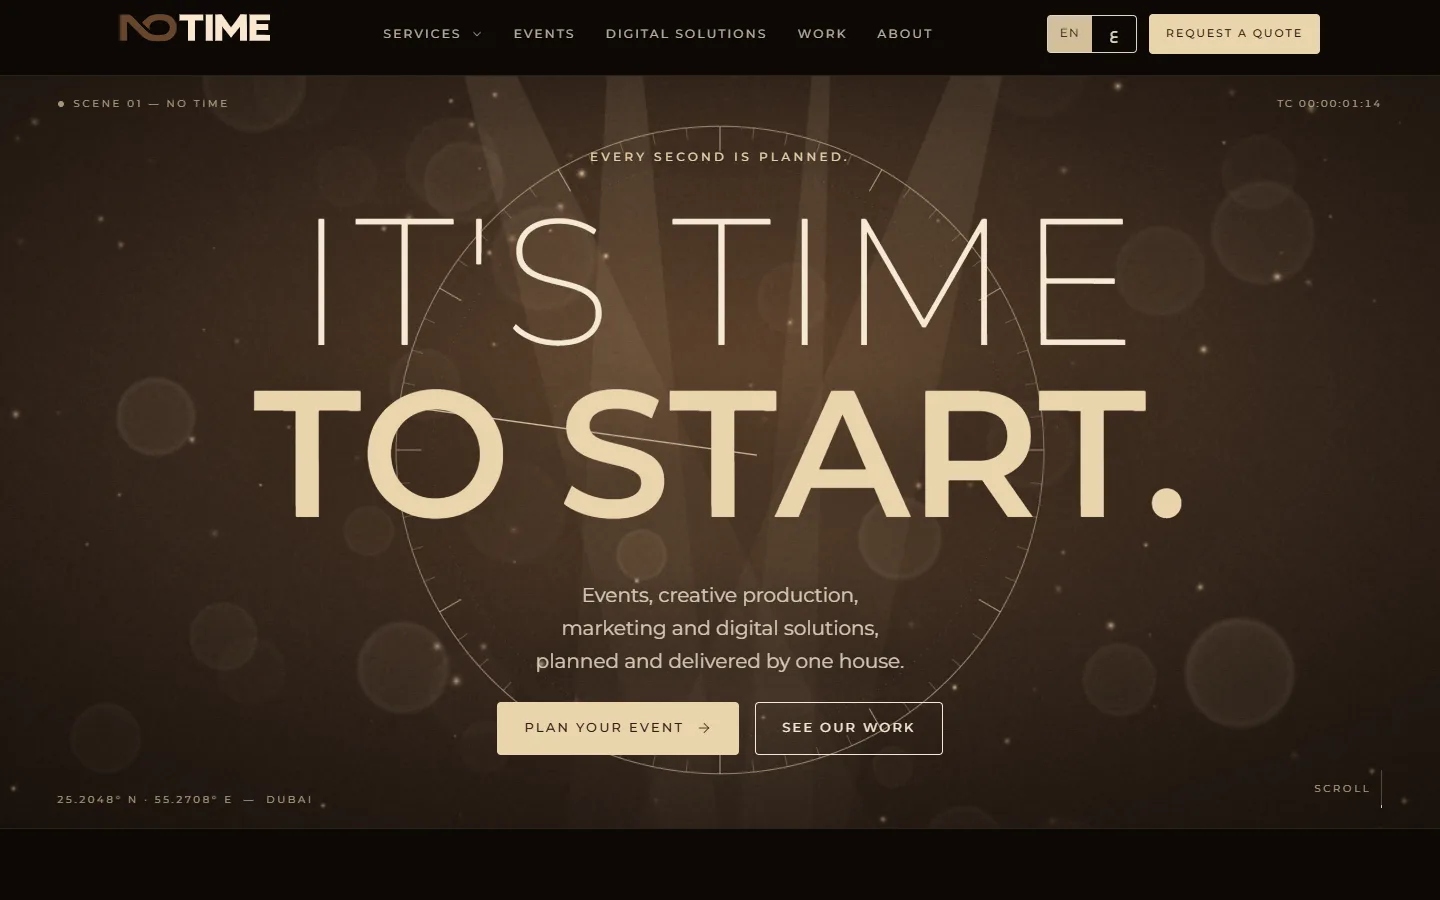 NOTIME
SERVICES
EVENTS
DIGITAL SOLUTIONS
WORK
ABOUT
EN
ع
REQUEST A QUOTE
SCENE 01 — NO TIME
TC 00:00:01:14
EVERY SECOND IS PLANNED.
IT'S TIME
TO START.
Events, creative production,
marketing and digital solutions,
planned and delivered by one house.
PLAN YOUR EVENT →
SEE OUR WORK
25.2048° N · 55.2708° E — DUBAI
SCROLL